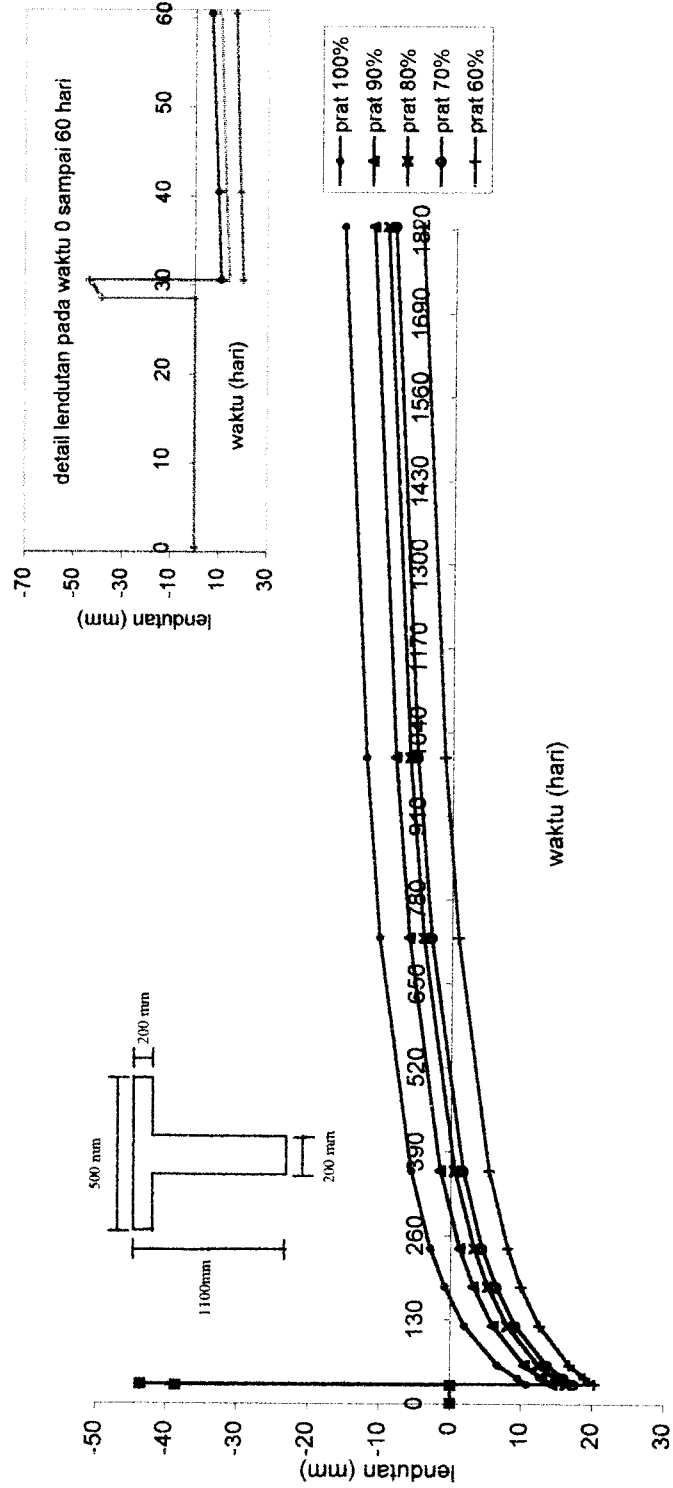 detail lendutan pada waktu 0 sampai 60 hari
-70
-50
-30
-10
10
30
lendutan (mm)
0
10
20
30
40
50
60
waktu (hari)
500 mm
200 mm
1100mm
200 mm
-50
-40
-30
-20
-10
0
10
20
30
lendutan (mm)
0
130
260
390
520
650
780
910
1040
1170
1300
1430
1560
1690
1820
waktu (hari)
prat 100%
prat 90%
prat 80%
prat 70%
prat 60%